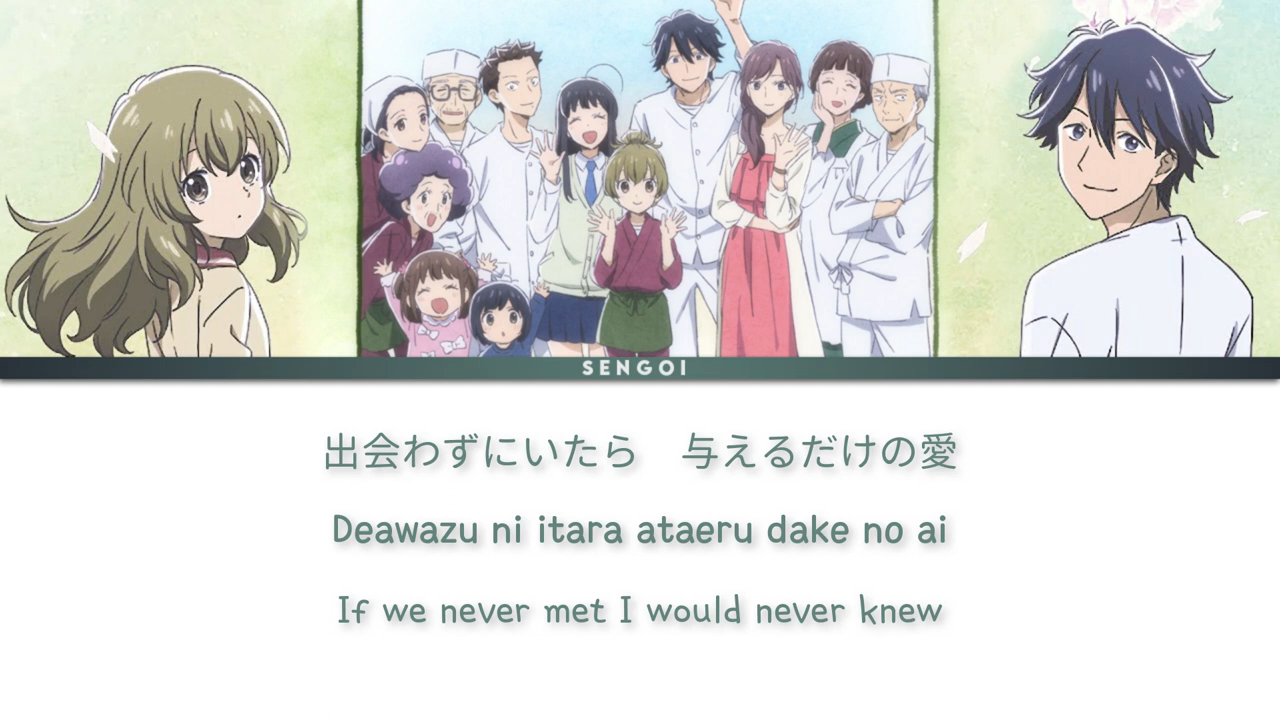 SENGOI
出会わずにいたら　与えるだけの愛
Deawazu ni itara ataeru dake no ai
If we never met I would never knew